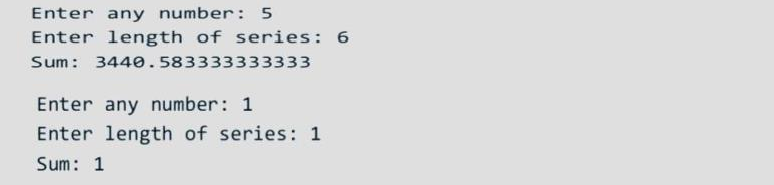 Enter any number: 5
Enter length of series: 6
Sum: 3440.583333333333
Enter any number: 1
Enter length of series: 1
Sum: 1